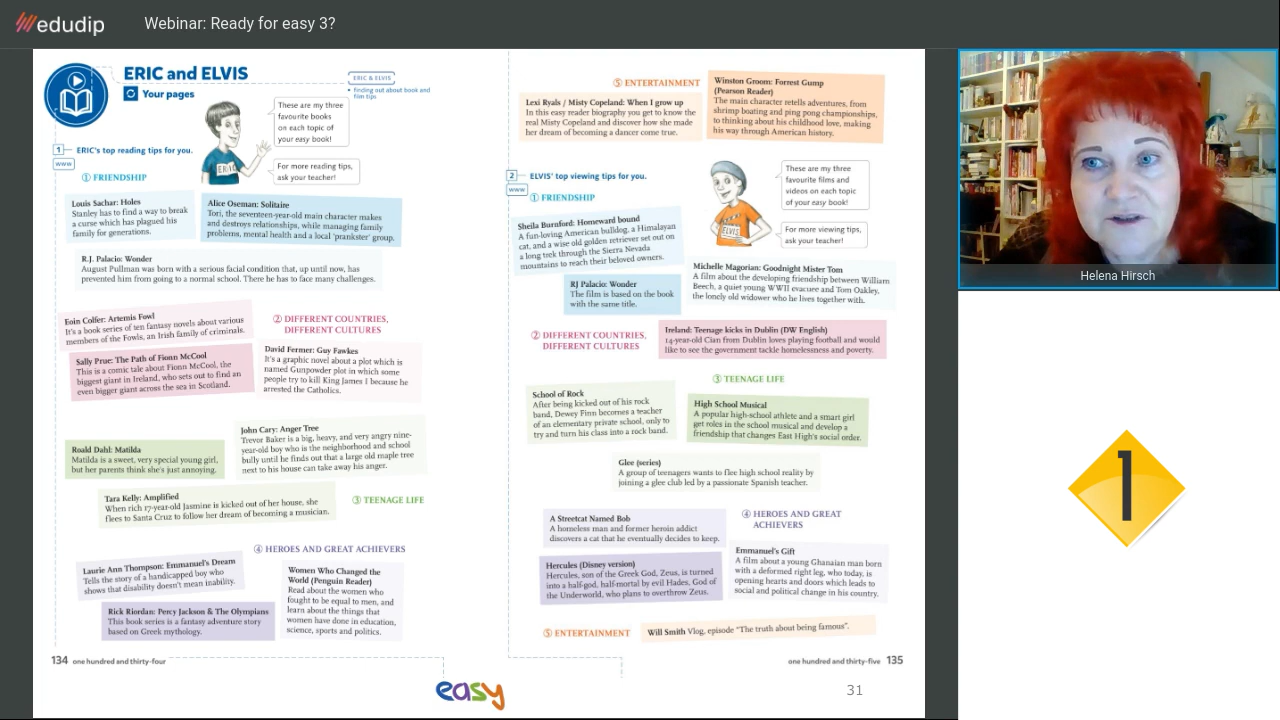 edudip
Webinar: Ready for easy 3?
ERIC and ELVIS
Your pages
ERIC & ELVIS
• finding out about book and
film tips
These are my three
favourite books
on each topic of
your easy book!
For more reading tips,
ask your teacher!
ERIC
1 ERIC's top reading tips for you.
www
① FRIENDSHIP
Louis Sachar: Holes
Stanley has to find a way to break
a curse which has plagued his
family for generations.
Alice Oseman: Solitaire
Tori, the seventeen-year-old main character makes
and destroys relationships, while managing family
problems, mental health and a local 'prankster' group.
R.J. Palacio: Wonder
August Pullman was born with a serious facial condition that, up until now, has
prevented him from going to a normal school. There he has to face many challenges.
Eoin Colfer: Artemis Fowl
It's a book series of ten fantasy novels about various
members of the Fowls, an Irish family of criminals.
② DIFFERENT COUNTRIES,
DIFFERENT CULTURES
Sally Prue: The Path of Fionn McCool
This is a comic tale about Fionn McCool, the
biggest giant in Ireland, who sets out to find an
even bigger giant across the sea in Scotland.
David Fermer: Guy Fawkes
It's a graphic novel about a plot which is
named Gunpowder plot in which some
people try to kill King James I because he
arrested the Catholics.
Roald Dahl: Matilda
Matilda is a sweet, very special young girl,
but her parents think she's just annoying.
John Cary: Anger Tree
Trevor Baker is a big, heavy, and very angry nine-
year-old boy who is the neighborhood and school
bully until he finds out that a large old maple tree
next to his house can take away his anger.
Tara Kelly: Amplified
When rich 17-year-old Jasmine is kicked out of her house, she
flees to Santa Cruz to follow her dream of becoming a musician.
③ TEENAGE LIFE
④ HEROES AND GREAT ACHIEVERS
Laurie Ann Thompson: Emmanuel's Dream
Tells the story of a handicapped boy who
shows that disability doesn't mean inability.
Rick Riordan: Percy Jackson & The Olympians
This book series is a fantasy adventure story
based on Greek mythology.
Women Who Changed the
World (Penguin Reader)
Read about the women who
fought to be equal to men, and
learn about the things that
women have done in education,
science, sports and politics.
134 one hundred and thirty-four
⑤ ENTERTAINMENT
Lexi Ryals / Misty Copeland: When I grow up
In this easy reader biography you get to know the
real Misty Copeland and discover how she made
her dream of becoming a dancer come true.
Winston Groom: Forrest Gump
(Pearson Reader)
The main character retells adventures, from
shrimp boating and ping pong championships,
to thinking about his childhood love, making
his way through American history.
2 ELVIS' top viewing tips for you.
www
① FRIENDSHIP
ELVIS
These are my three
favourite films and
videos on each topic
of your easy book!
For more viewing tips,
ask your teacher!
Sheila Burnford: Homeward bound
A fun-loving American bulldog, a Himalayan
cat, and a wise old golden retriever set out on
a long trek through the Sierra Nevada
mountains to reach their beloved owners.
RJ Palacio: Wonder
The film is based on the book
with the same title.
Michelle Magorian: Goodnight Mister Tom
A film about the developing friendship between William
Beech, a quiet young WWII evacuee and Tom Oakley,
the lonely old widower who he lives together with.
② DIFFERENT COUNTRIES,
DIFFERENT CULTURES
Ireland: Teenage kicks in Dublin (DW English)
14-year-old Cian from Dublin loves playing football and would
like to see the government tackle homelessness and poverty.
③ TEENAGE LIFE
School of Rock
After being kicked out of his rock
band, Dewey Finn becomes a teacher
of an elementary private school, only to
try and turn his class into a rock band.
High School Musical
A popular high-school athlete and a smart girl
get roles in the school musical and develop a
friendship that changes East High's social order.
Glee (series)
A group of teenagers wants to flee high school reality by
joining a glee club led by a passionate Spanish teacher.
A Streetcat Named Bob
A homeless man and former heroin addict
discovers a cat that he eventually decides to keep.
④ HEROES AND GREAT
ACHIEVERS
Hercules (Disney version)
Hercules, son of the Greek God, Zeus, is turned
into a half-god, half-mortal by evil Hades, God of
the Underworld, who plans to overthrow Zeus.
Emmanuel's Gift
A film about a young Ghanaian man born
with a deformed right leg, who today, is
opening hearts and doors which leads to
social and political change in his country.
⑤ ENTERTAINMENT
Will Smith Vlog, episode "The truth about being famous".
one hundred and thirty-five 135
easy
31
Helena Hirsch
1